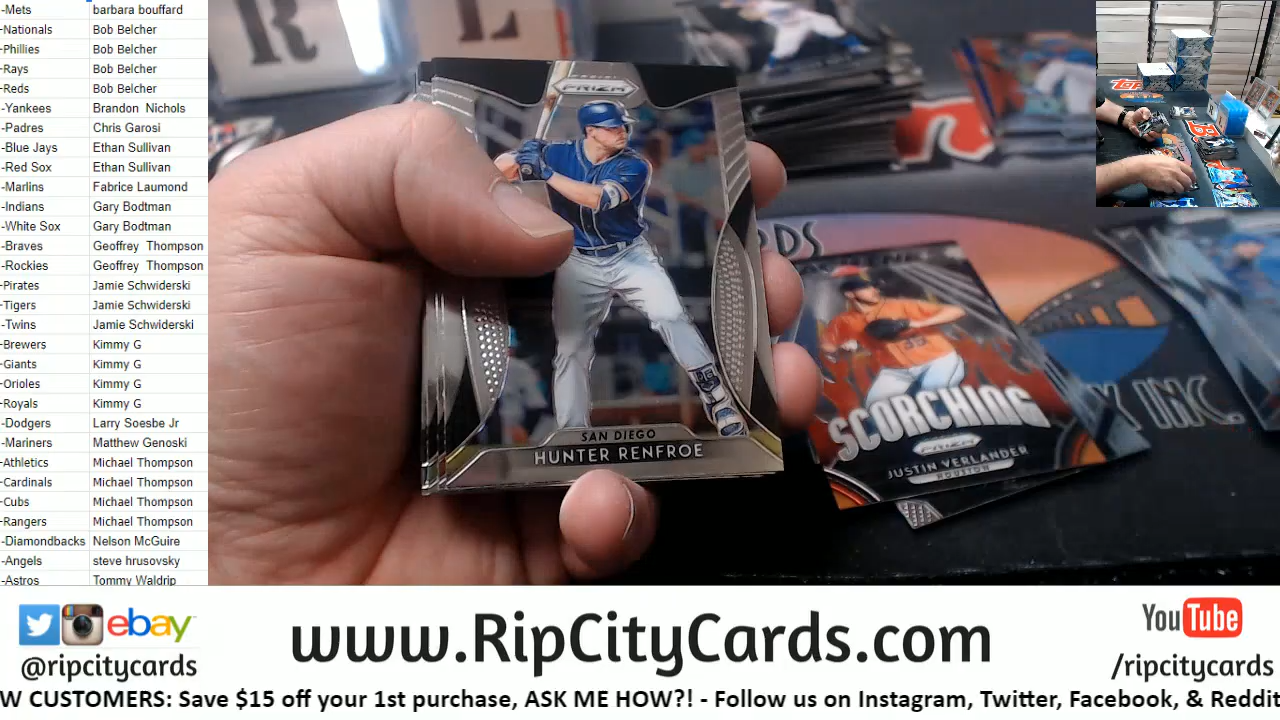 -Mets barbara bouffard
-Nationals Bob Belcher
-Phillies Bob Belcher
-Rays Bob Belcher
-Reds Bob Belcher
-Yankees Brandon Nichols
-Padres Chris Garosi
-Blue Jays Ethan Sullivan
-Red Sox Ethan Sullivan
-Marlins Fabrice Laumond
-Indians Gary Bodtman
-White Sox Gary Bodtman
-Braves Geoffrey Thompson
-Rockies Geoffrey Thompson
-Pirates Jamie Schwiderski
-Tigers Jamie Schwiderski
-Twins Jamie Schwiderski
-Brewers Kimmy G
-Giants Kimmy G
-Orioles Kimmy G
-Royals Kimmy G
-Dodgers Larry Soesbe Jr
-Mariners Matthew Genoski
-Athletics Michael Thompson
-Cardinals Michael Thompson
-Cubs Michael Thompson
-Rangers Michael Thompson
-Diamondbacks Nelson McGuire
-Angels steve hrusovsky
-Astros Tommy Waldrip
R L
PANINI
PRIZM
SAN DIEGO
HUNTER RENFROE
RDS
SCORCHING
PRIZM
JUSTIN VERLANDER
HOUSTON
INC.
ebay
@ripcitycards
www.RipCityCards.com
YouTube
/ripcitycards
W CUSTOMERS: Save $15 off your 1st purchase, ASK ME HOW?! - Follow us on Instagram, Twitter, Facebook, & Reddit